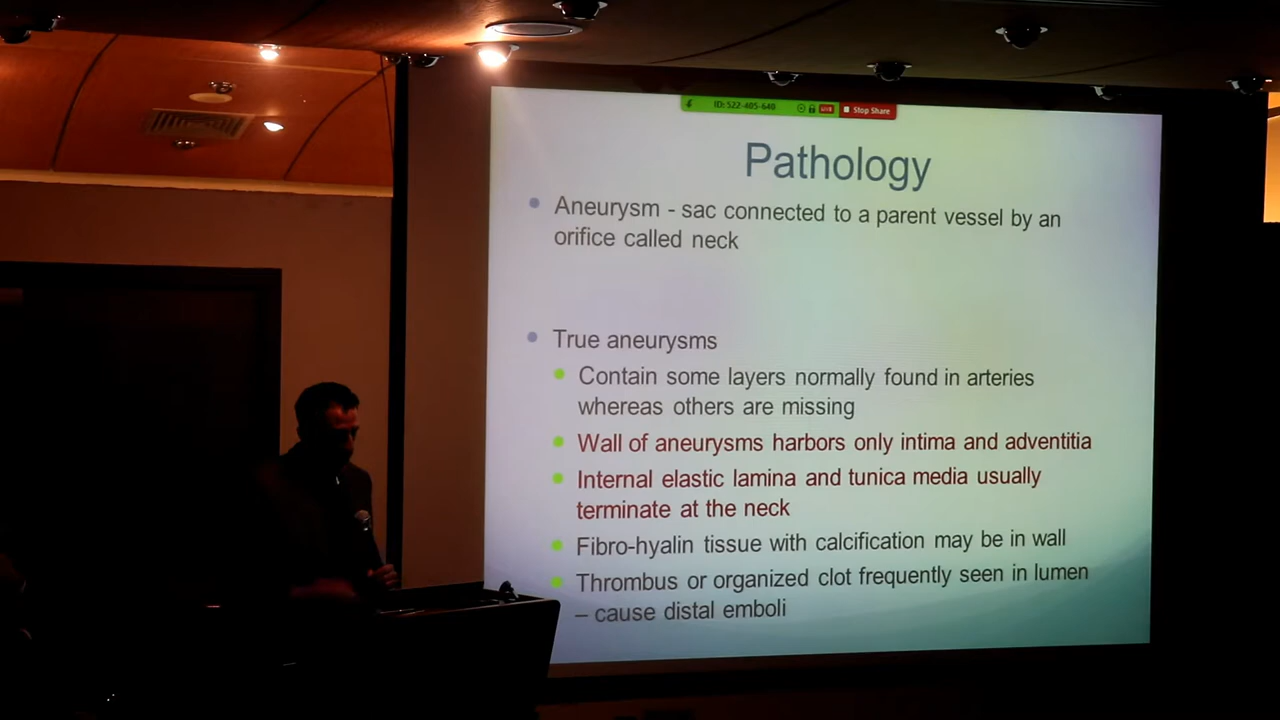 ID: 522-405-640 LIVE Stop Share
Pathology
Aneurysm - sac connected to a parent vessel by an
orifice called neck
True aneurysms
Contain some layers normally found in arteries
whereas others are missing
Wall of aneurysms harbors only intima and adventitia
Internal elastic lamina and tunica media usually
terminate at the neck
Fibro-hyalin tissue with calcification may be in wall
Thrombus or organized clot frequently seen in lumen
– cause distal emboli